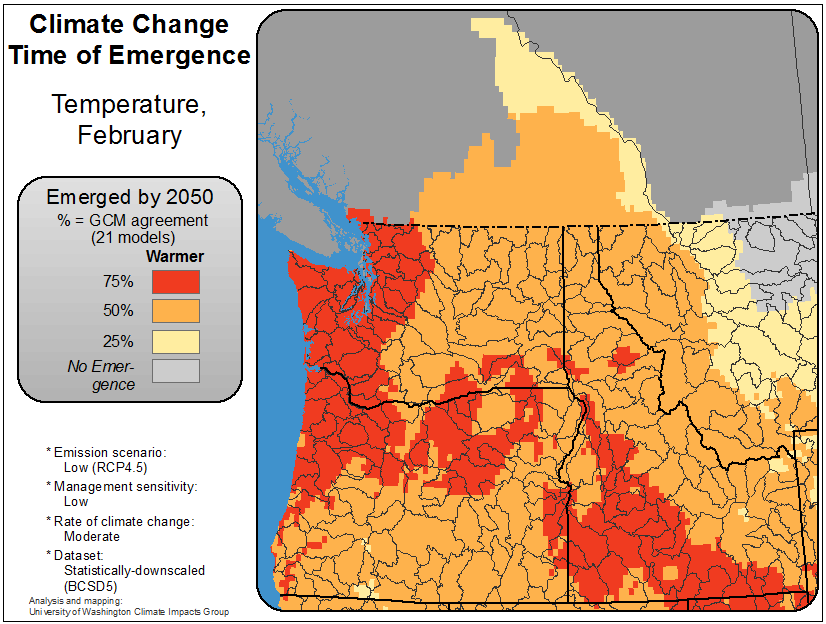 Climate Change
Time of Emergence
Temperature,
February
Emerged by 2050
% = GCM agreement
(21 models)
Warmer
75%
50%
25%
No Emer-
gence
* Emission scenario:
Low (RCP4.5)
* Management sensitivity:
Low
* Rate of climate change:
Moderate
* Dataset:
Statistically-downscaled
(BCSD5)
Analysis and mapping:
University of Washington Climate Impacts Group